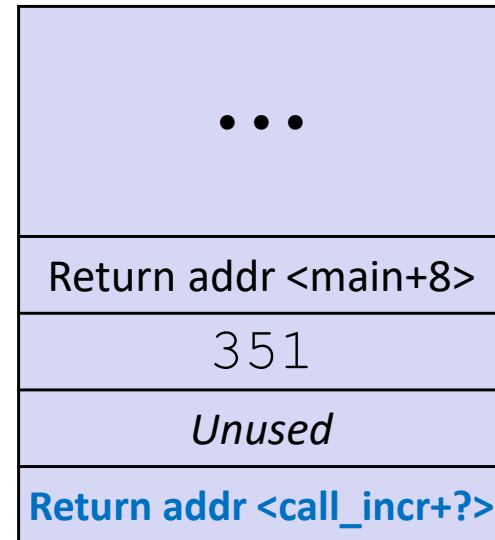 •••
Return addr <main+8>
351
Unused
Return addr <call_incr+?>